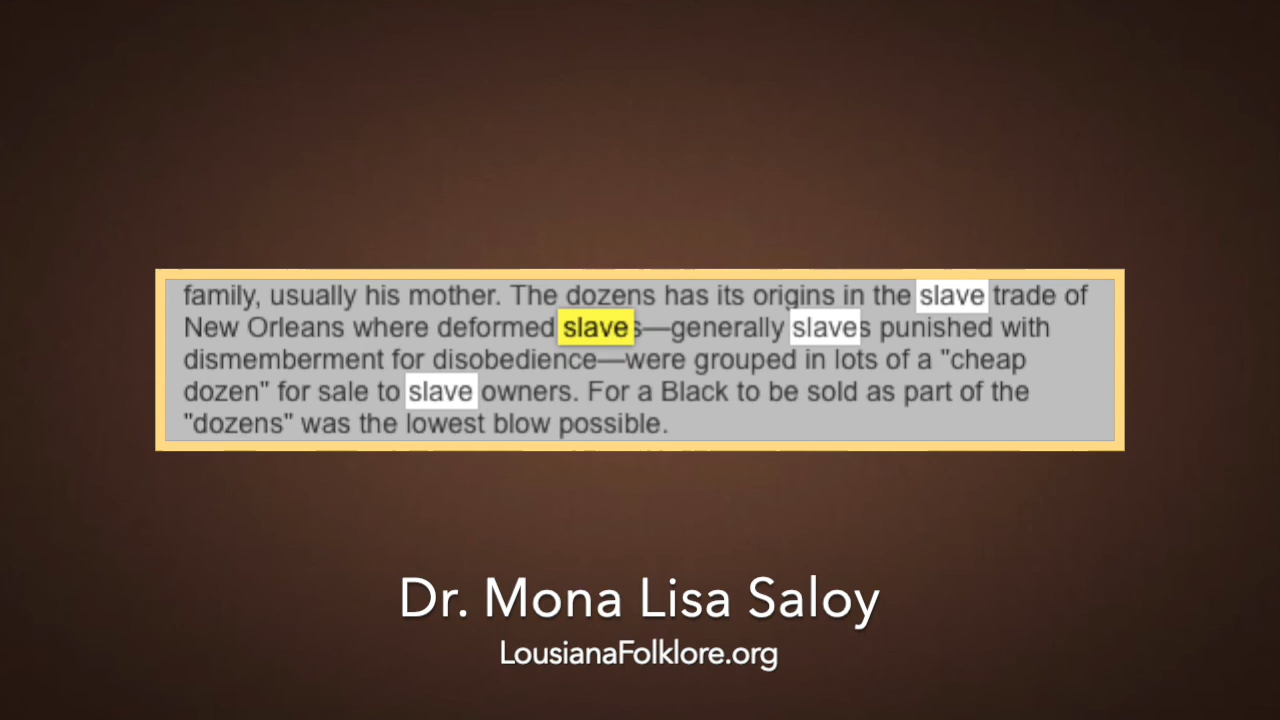 family, usually his mother. The dozens has its origins in the slave trade of
New Orleans where deformed slaves—generally slaves punished with
dismemberment for disobedience—were grouped in lots of a "cheap
dozen" for sale to slave owners. For a Black to be sold as part of the
"dozens" was the lowest blow possible.
Dr. Mona Lisa Saloy
LousianaFolklore.org